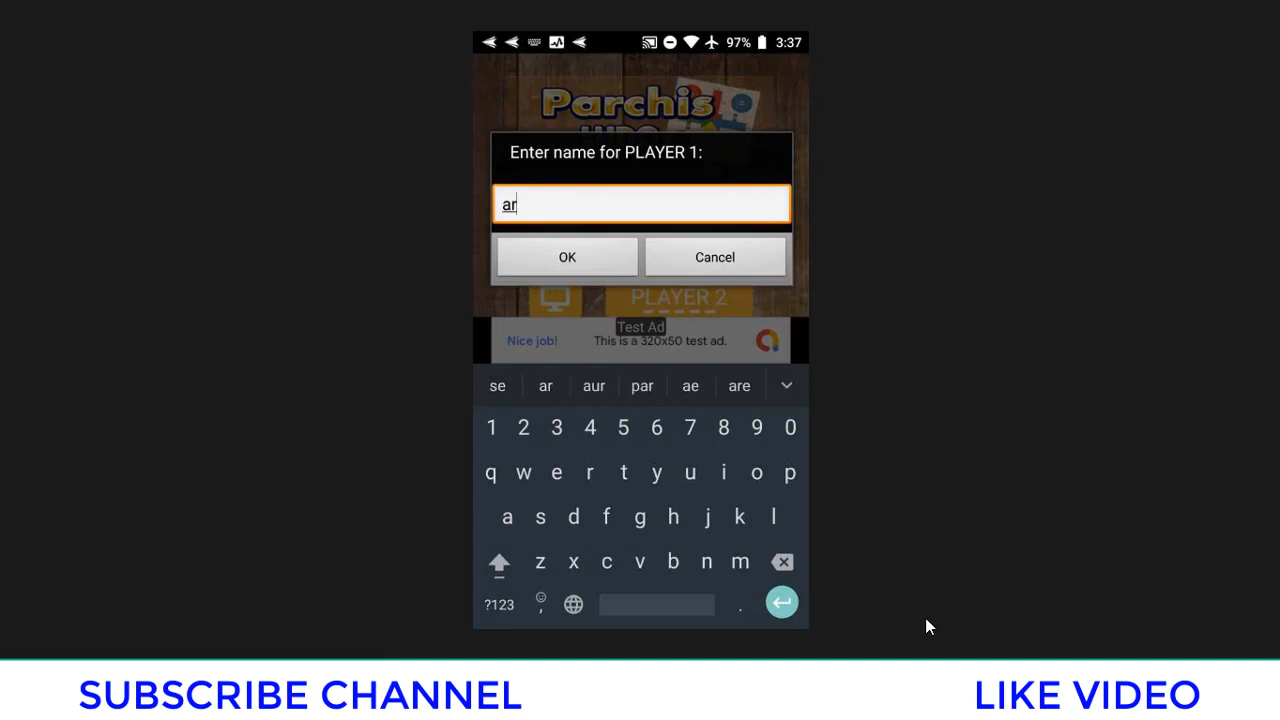 97% 3:37
Parchis
Enter name for PLAYER 1:
ar
OK Cancel
PLAYER 2
Test Ad
Nice job! This is a 320x50 test ad.
se ar aur par ae are
1 2 3 4 5 6 7 8 9 0
q w e r t y u i o p
a s d f g h j k l
z x c v b n m
?123 , .
SUBSCRIBE CHANNEL LIKE VIDEO